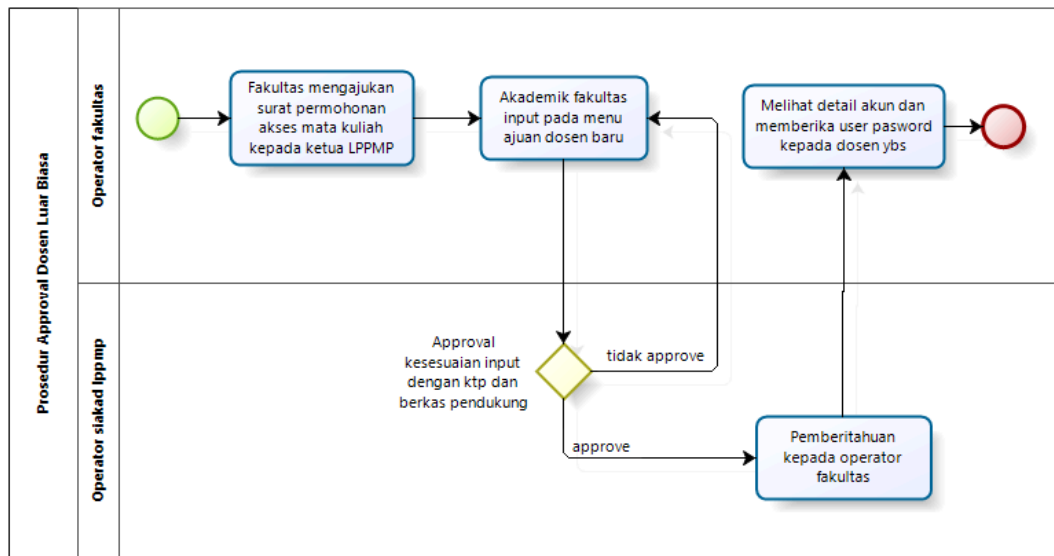 Prosedur Approval Dosen Luar Biasa
Operator fakultas
Fakultas mengajukan
surat permohonan
akses mata kuliah
kepada ketua LPPMP
Akademik fakultas
input pada menu
ajuan dosen baru
Melihat detail akun dan
memberika user pasword
kepada dosen ybs
Operator siakad lppmp
Approval
kesesuaian input
dengan ktp dan
berkas pendukung
tidak approve
approve
Pemberitahuan
kepada operator
fakultas